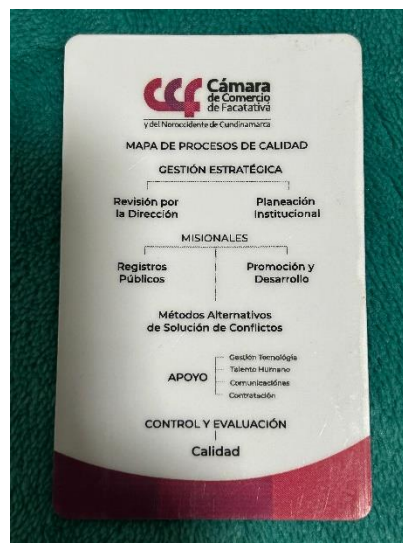 CCF Cámara
de Comercio
de Facatativá
y del Noroccidente de Cundinamarca
MAPA DE PROCESOS DE CALIDAD
GESTIÓN ESTRATÉGICA
Revisión por
la Dirección
Planeación
Institucional
MISIONALES
Registros
Públicos
Promoción y
Desarrollo
Métodos Alternativos
de Solución de Conflictos
APOYO
Gestión Tecnológia
Talento Humano
Comunicaciónes
Contratación
CONTROL Y EVALUACIÓN
Calidad